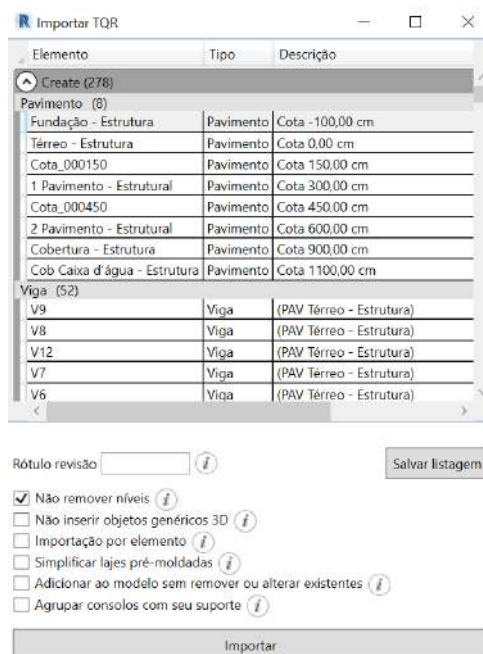 Importar TQR
Elemento Tipo Descrição
Create (278)
Pavimento (8)
Fundação - Estrutura Pavimento Cota -100,00 cm
Térreo - Estrutura Pavimento Cota 0,00 cm
Cota_000150 Pavimento Cota 150,00 cm
1 Pavimento - Estrutural Pavimento Cota 300,00 cm
Cota_000450 Pavimento Cota 450,00 cm
2 Pavimento - Estrutural Pavimento Cota 600,00 cm
Cobertura - Estrutura Pavimento Cota 900,00 cm
Cob Caixa d´água - Estrutura Pavimento Cota 1100,00 cm
Viga (52)
V9 Viga (PAV Térreo - Estrutura)
V8 Viga (PAV Térreo - Estrutura)
V12 Viga (PAV Térreo - Estrutura)
V7 Viga (PAV Térreo - Estrutura)
V6 Viga (PAV Térreo - Estrutura)
Rótulo revisão i Salvar listagem
Não remover níveis i
Não inserir objetos genéricos 3D i
Importação por elemento i
Simplificar lajes pré-moldadas i
Adicionar ao modelo sem remover ou alterar existentes i
Agrupar consolos com seu suporte i
Importar